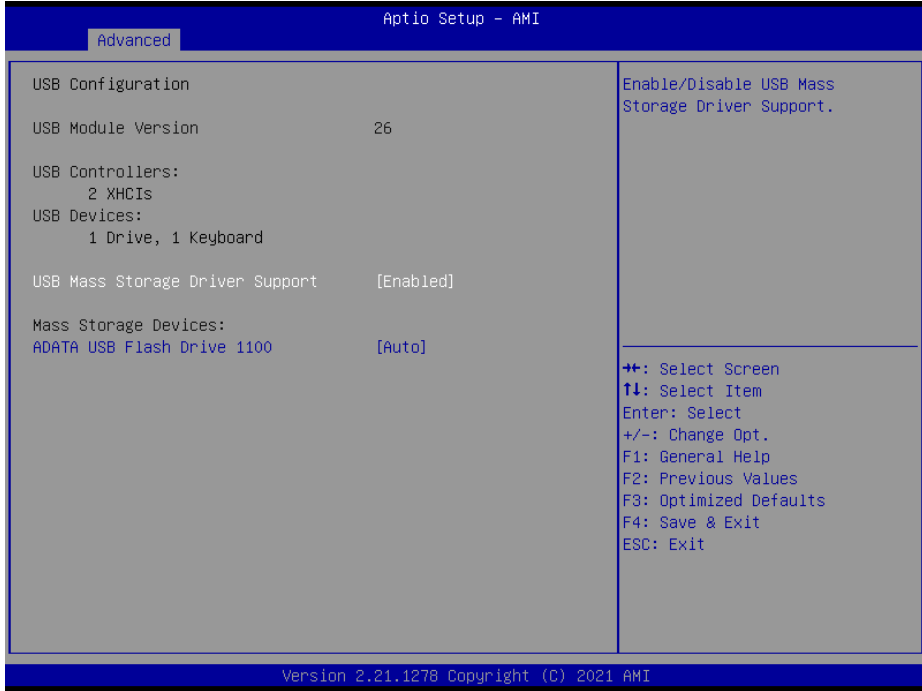 Aptio Setup – AMI
Advanced
USB Configuration
USB Module Version 26
USB Controllers:
2 XHCIs
USB Devices:
1 Drive, 1 Keyboard
USB Mass Storage Driver Support [Enabled]
Mass Storage Devices:
ADATA USB Flash Drive 1100 [Auto]
Enable/Disable USB Mass
Storage Driver Support.
→←: Select Screen
↑↓: Select Item
Enter: Select
+/-: Change Opt.
F1: General Help
F2: Previous Values
F3: Optimized Defaults
F4: Save & Exit
ESC: Exit
Version 2.21.1278 Copyright (C) 2021 AMI